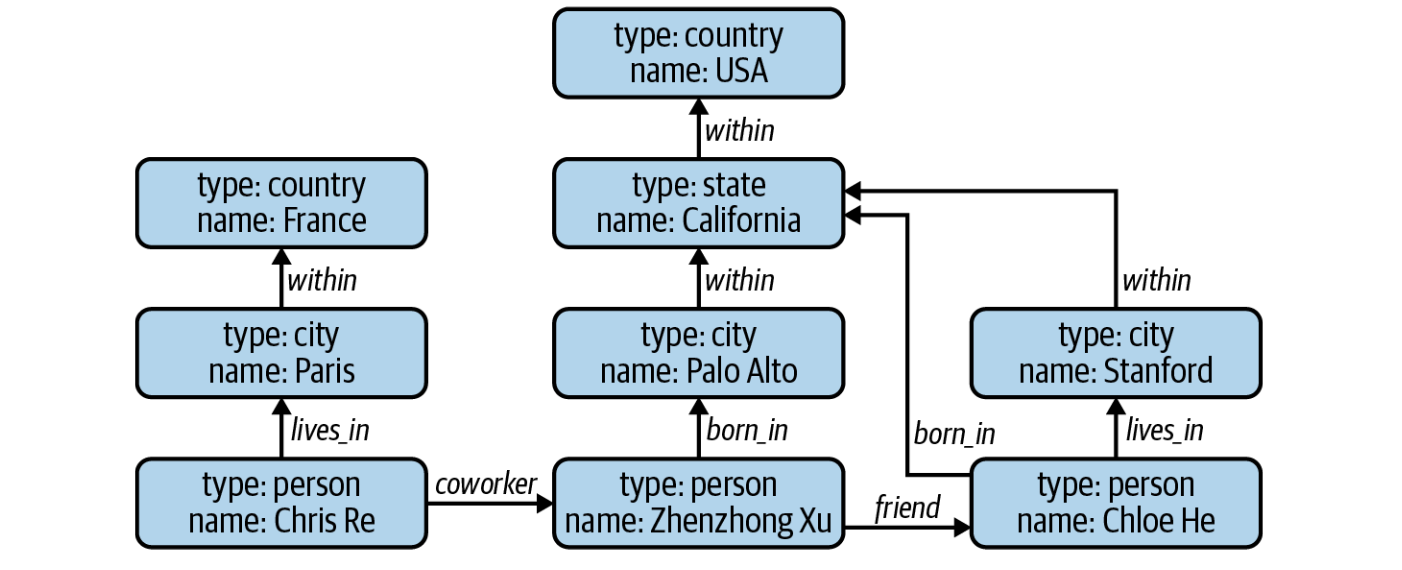 type: country
name: USA
within
type: country
name: France
type: state
name: California
within
within
within
type: city
name: Paris
type: city
name: Palo Alto
type: city
name: Stanford
lives_in
born_in
born_in
lives_in
type: person
name: Chris Re
coworker
type: person
name: Zhenzhong Xu
friend
type: person
name: Chloe He